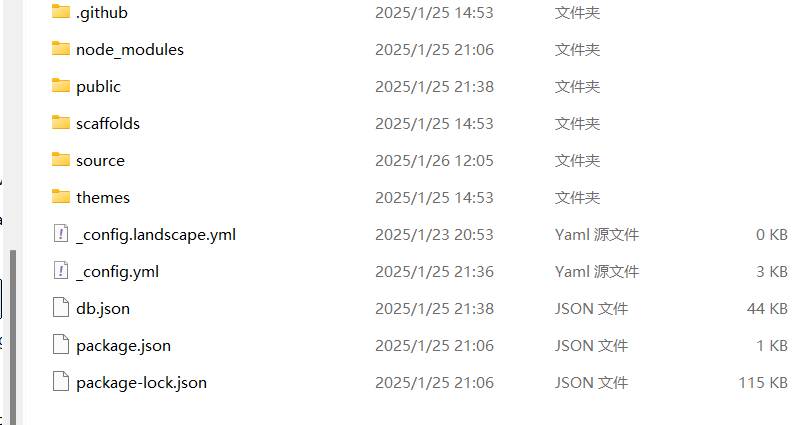 .github 2025/1/25 14:53 文件夹
node_modules 2025/1/25 21:06 文件夹
public 2025/1/25 21:38 文件夹
scaffolds 2025/1/25 14:53 文件夹
source 2025/1/26 12:05 文件夹
themes 2025/1/25 14:53 文件夹
_config.landscape.yml 2025/1/23 20:53 Yaml 源文件 0 KB
_config.yml 2025/1/25 21:36 Yaml 源文件 3 KB
db.json 2025/1/25 21:38 JSON 文件 44 KB
package.json 2025/1/25 21:06 JSON 文件 1 KB
package-lock.json 2025/1/25 21:06 JSON 文件 115 KB